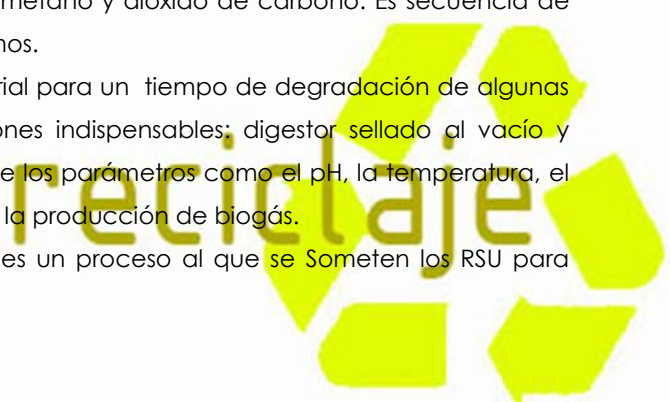 metano y dióxido de carbono. Es secuencia de
nos.
rial para un tiempo de degradación de algunas
ones indispensables: digestor sellado al vacío y
e los parámetros como el pH, la temperatura, el
la producción de biogás.
es un proceso al que se Someten los RSU para
reciclaje